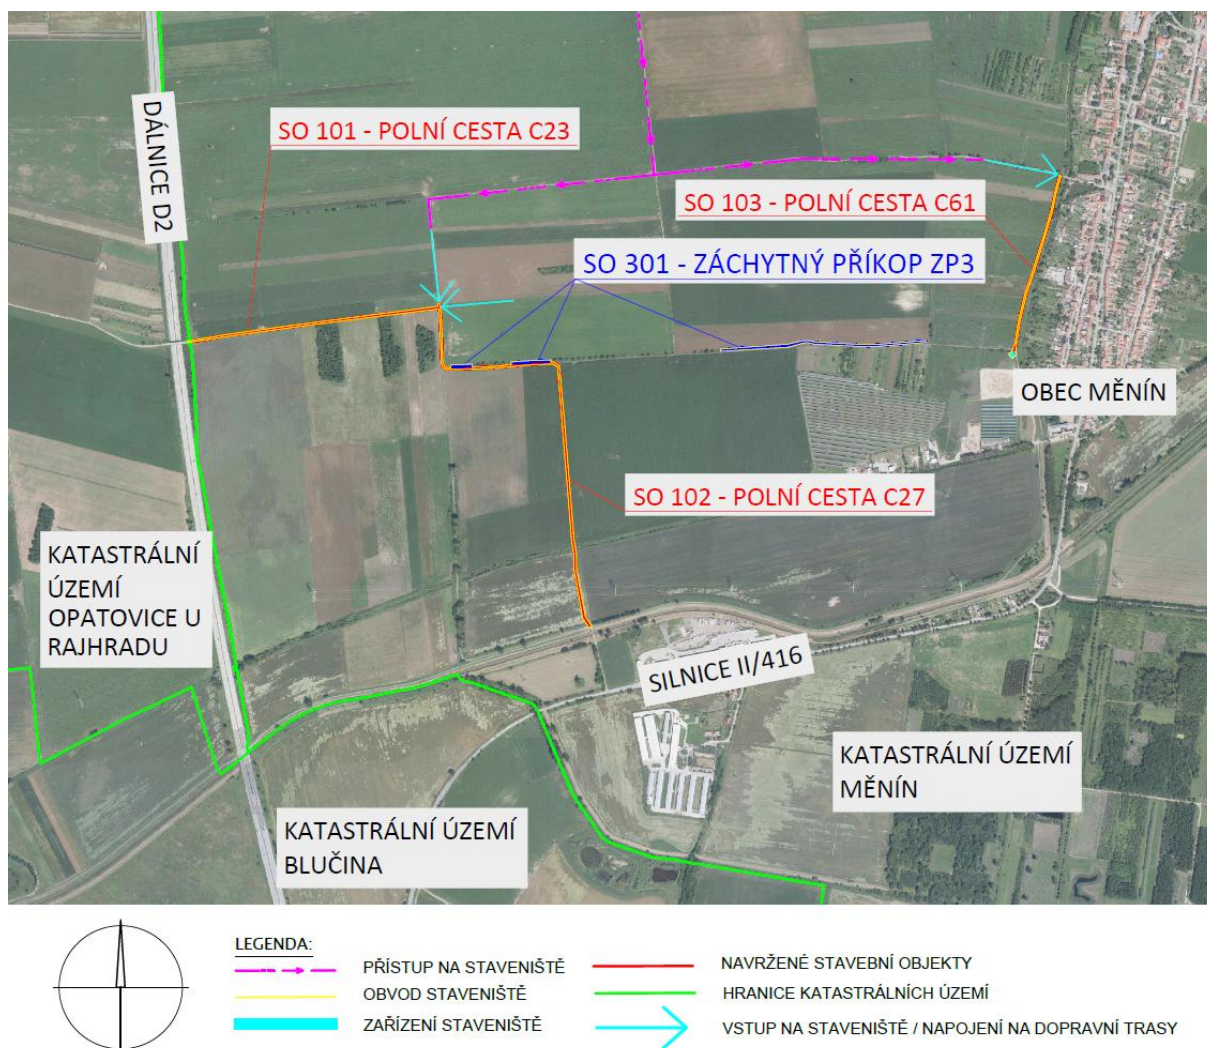 DÁLNICE D2
SO 101 - POLNÍ CESTA C23
SO 103 - POLNÍ CESTA C61
SO 301 - ZÁCHYTNÝ PŘÍKOP ZP3
OBEC MĚNÍN
SO 102 - POLNÍ CESTA C27
KATASTRÁLNÍ
ÚZEMÍ
OPATOVICE U
RAJHRADU
SILNICE II/416
KATASTRÁLNÍ ÚZEMÍ
MĚNÍN
KATASTRÁLNÍ ÚZEMÍ
BLUČINA
LEGENDA:
PŘÍSTUP NA STAVENIŠTĚ
OBVOD STAVENIŠTĚ
ZAŘÍZENÍ STAVENIŠTĚ
NAVRŽENÉ STAVEBNÍ OBJEKTY
HRANICE KATASTRÁLNÍCH ÚZEMÍ
VSTUP NA STAVENIŠTĚ / NAPOJENÍ NA DOPRAVNÍ TRASY